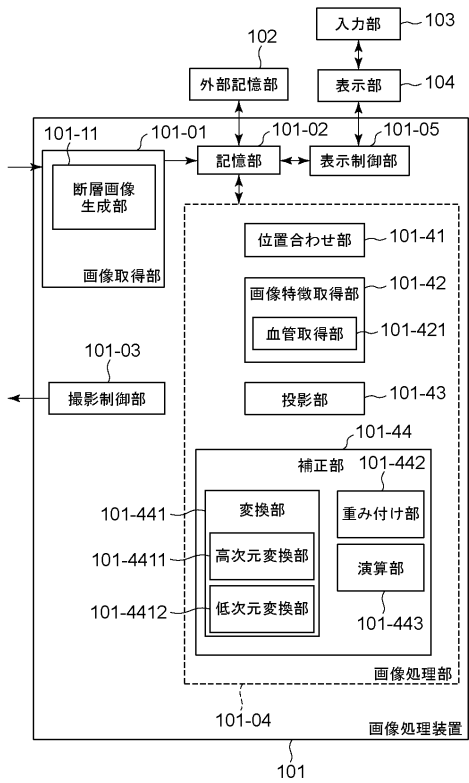 入力部
103
102
表示部
104
外部記憶部
101-01
101-11
101-02
101-05
断層画像
生成部
記憶部
表示制御部
画像取得部
位置合わせ部
101-41
画像特徴取得部
101-42
血管取得部
101-421
101-03
撮影制御部
投影部
101-43
101-44
補正部
101-442
101-441
変換部
重み付け部
101-4411
高次元変換部
演算部
101-4412
低次元変換部
101-443
画像処理部
101-04
画像処理装置
101